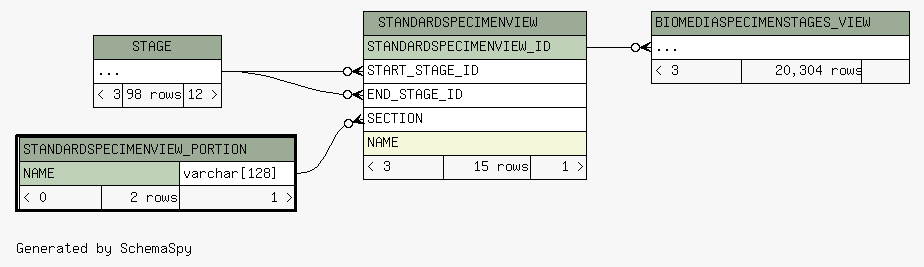 STAGE
...
< 3 98 rows 12 >
STANDARDSPECIMENVIEW_PORTION
NAME varchar[128]
< 0 2 rows 1 >
STANDARDSPECIMENVIEW
STANDARDSPECIMENVIEW_ID
START_STAGE_ID
END_STAGE_ID
SECTION
NAME
< 3 15 rows 1 >
BIOMEDIASPECIMENSTAGES_VIEW
...
< 3 20,304 rows
Generated by SchemaSpy